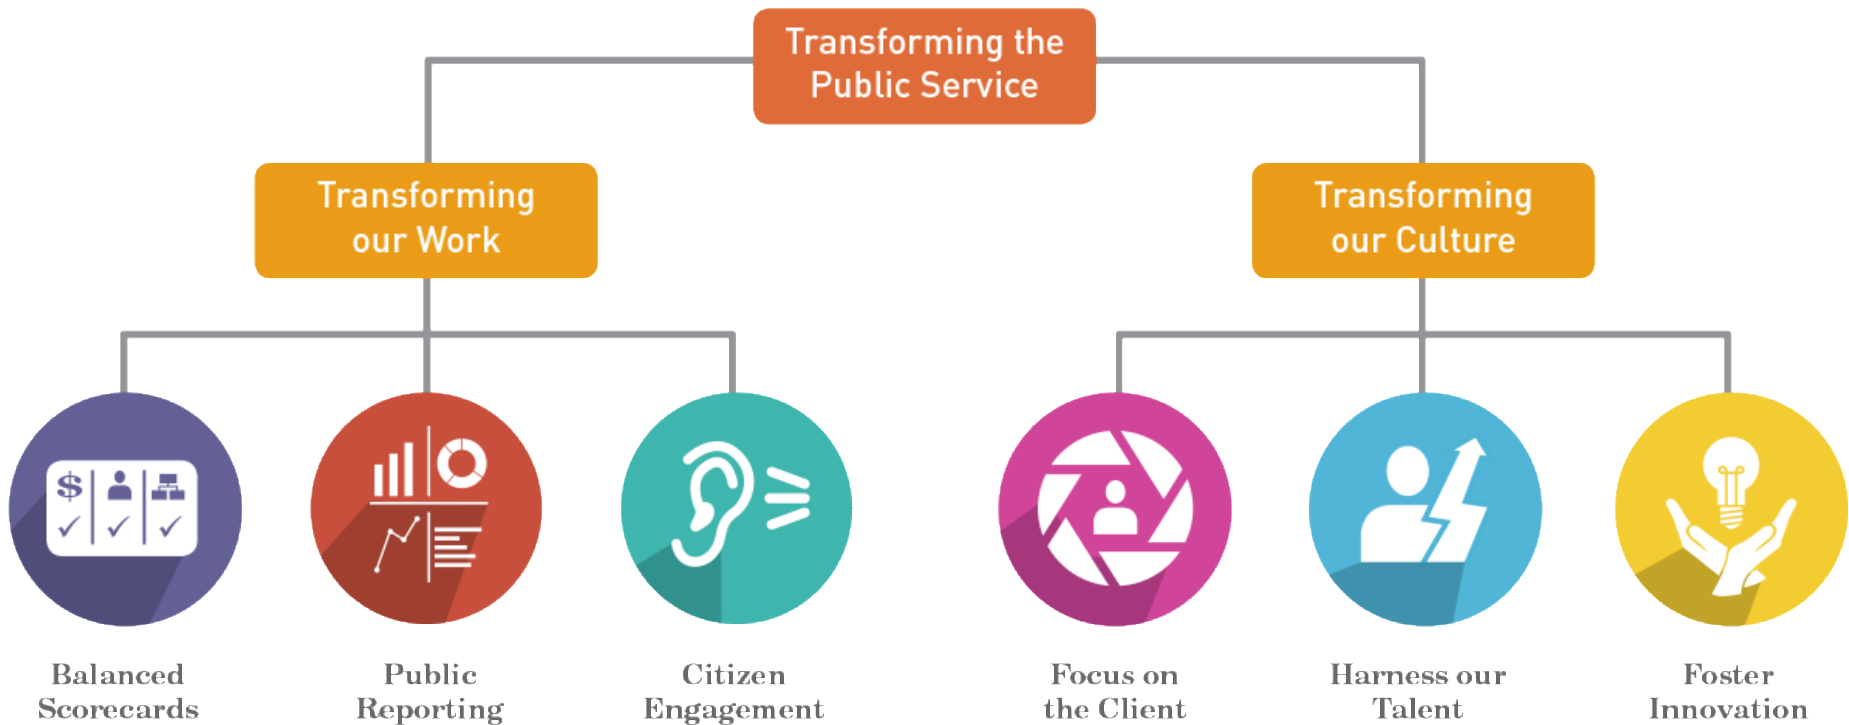 Transforming the
Public Service
Transforming
our Work
Transforming
our Culture
$
Balanced
Scorecards
Public
Reporting
Citizen
Engagement
Focus on
the Client
Harness our
Talent
Foster
Innovation